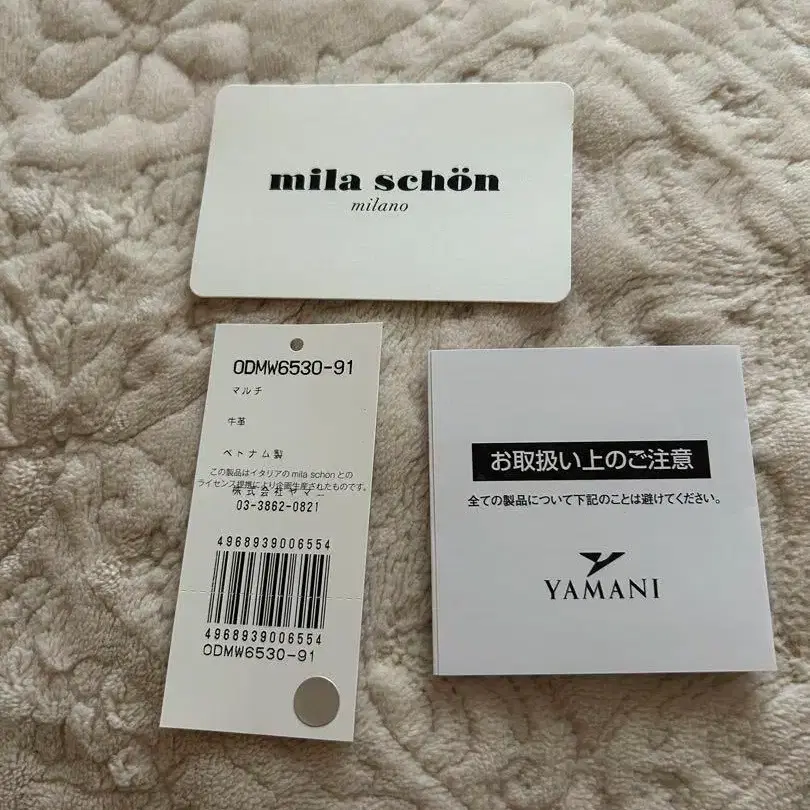 mila schön
milano
ODMW6530-91
マルチ
牛革
ベトナム製
この製品はイタリアのmila schönとの
ライセンス提携により企画生産されたものです。
株式会社ヤマニ
03-3862-0821
4968939006554
4968939006554
ODMW6530-91
お取扱い上のご注意
全ての製品について下記のことは避けてください。
YAMANI